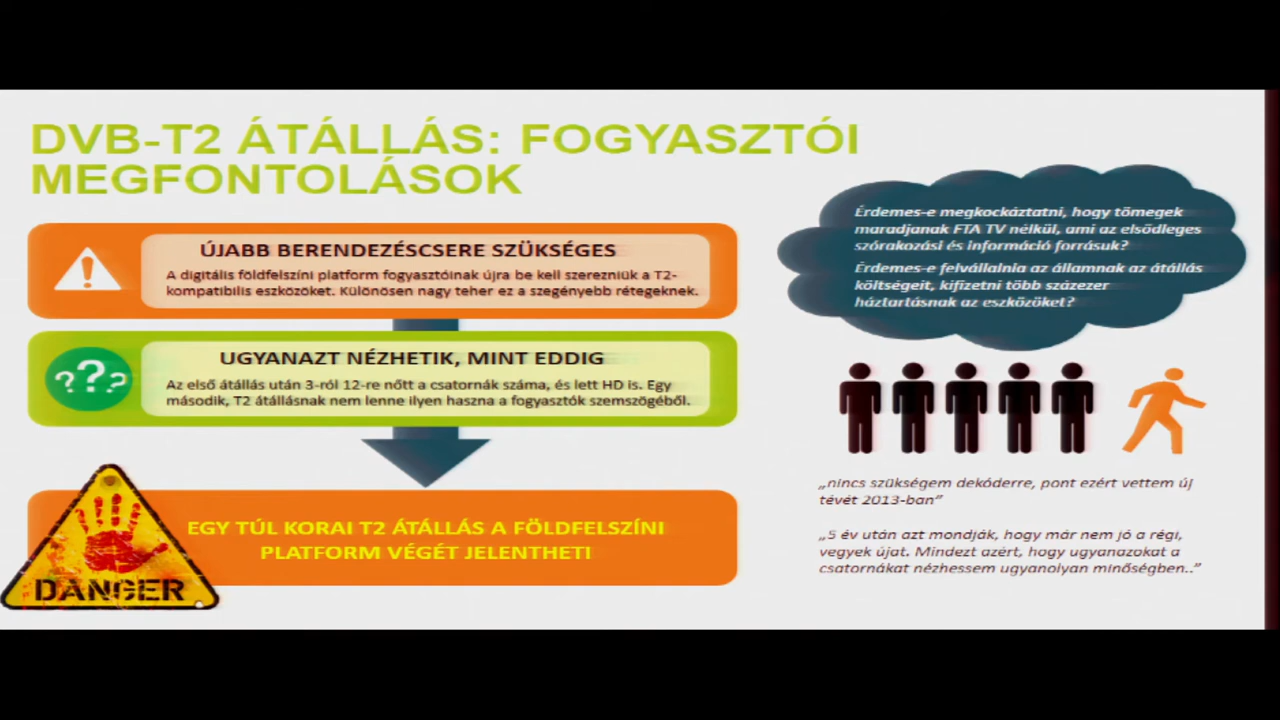 DVB-T2 ÁTÁLLÁS: FOGYASZTÓI
MEGFONTOLÁSOK
ÚJABB BERENDEZÉSCSERE SZÜKSÉGES
A digitális földfelszíni platform fogyasztóinak újra be kell szerezniük a T2-
kompatibilis eszközöket. Különösen nagy teher ez a szegényebb rétegeknek.
???
UGYANAZT NÉZHETIK, MINT EDDIG
Az első átállás után 3-ról 12-re nőtt a csatornák száma, és lett HD is. Egy
második, T2 átállásnak nem lenne ilyen haszna a fogyasztók szemszögéből.
EGY TÚL KORAI T2 ÁTÁLLÁS A FÖLDFELSZÍNI
PLATFORM VÉGÉT JELENTHETI
DANGER
Érdemes-e megkockáztatni, hogy tömegek
maradjanak FTA TV nélkül, ami az elsődleges
szórakozási és információ forrásuk?
Érdemes-e felvállalnia az államnak az átállás
költségeit, kifizetni több százezer
háztartásnak az eszközöket?
„nincs szükségem dekóderre, pont ezért vettem új
tévét 2013-ban”
„5 év után azt mondják, hogy már nem jó a régi,
vegyek újat. Mindezt azért, hogy ugyanazokat a
csatornákat nézhessem ugyanolyan minőségben..”